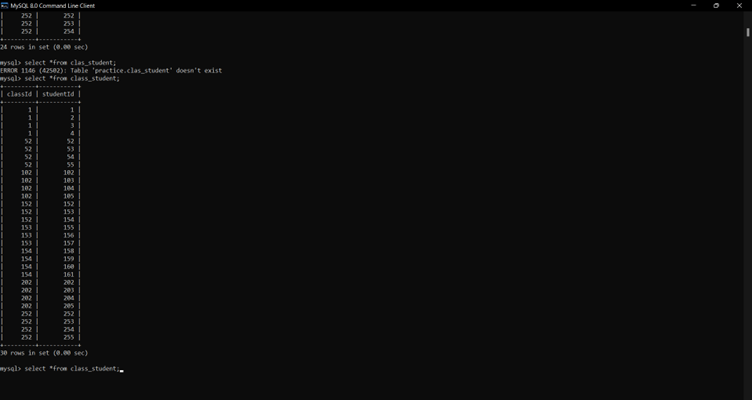 MySQL 8.0 Command Line Client
| 252 | 252 |
| 252 | 253 |
| 252 | 254 |
+---------+-----------+
24 rows in set (0.00 sec)
mysql> select *from clas_student;
ERROR 1146 (42S02): Table 'practice.clas_student' doesn't exist
mysql> select *from class_student;
+---------+-----------+
| classId | studentId |
+---------+-----------+
| 1 | 1 |
| 1 | 2 |
| 1 | 3 |
| 1 | 4 |
| 52 | 52 |
| 52 | 53 |
| 52 | 54 |
| 52 | 55 |
| 102 | 102 |
| 102 | 103 |
| 102 | 104 |
| 102 | 105 |
| 152 | 152 |
| 152 | 153 |
| 152 | 154 |
| 153 | 155 |
| 153 | 156 |
| 153 | 157 |
| 154 | 158 |
| 154 | 159 |
| 154 | 160 |
| 154 | 161 |
| 202 | 202 |
| 202 | 203 |
| 202 | 204 |
| 202 | 205 |
| 252 | 252 |
| 252 | 253 |
| 252 | 254 |
| 252 | 255 |
+---------+-----------+
30 rows in set (0.00 sec)
mysql> select *from class_student;